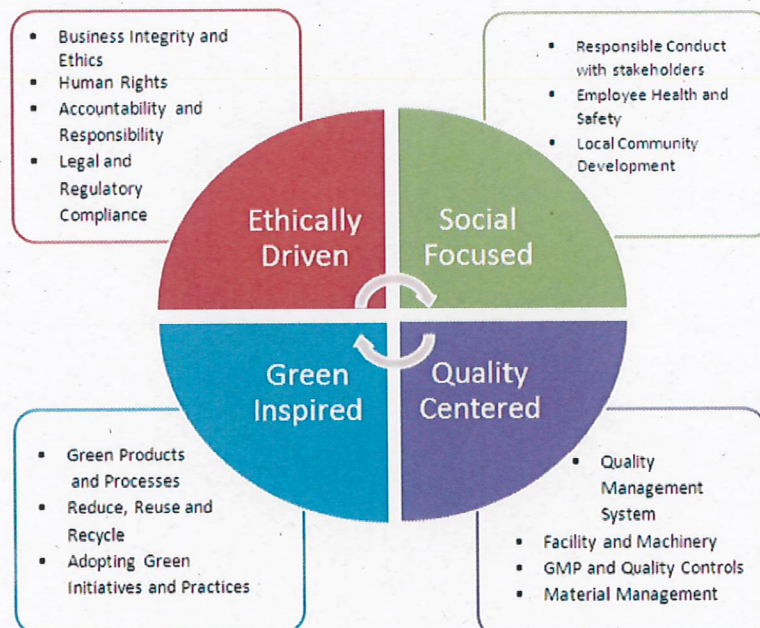 ▪ Business Integrity and
Ethics
▪ Human Rights
▪ Accountability and
Responsibility
▪ Legal and
Regulatory
Compliance
▪ Responsible Conduct
with stakeholders
▪ Employee Health and
Safety
▪ Local Community
Development
Ethically
Driven
Social
Focused
Green
Inspired
Quality
Centered
▪ Green Products
and Processes
▪ Reduce, Reuse and
Recycle
▪ Adopting Green
Initiatives and Practices
▪ Quality
Management
System
▪ Facility and Machinery
▪ GMP and Quality Controls
▪ Material Management